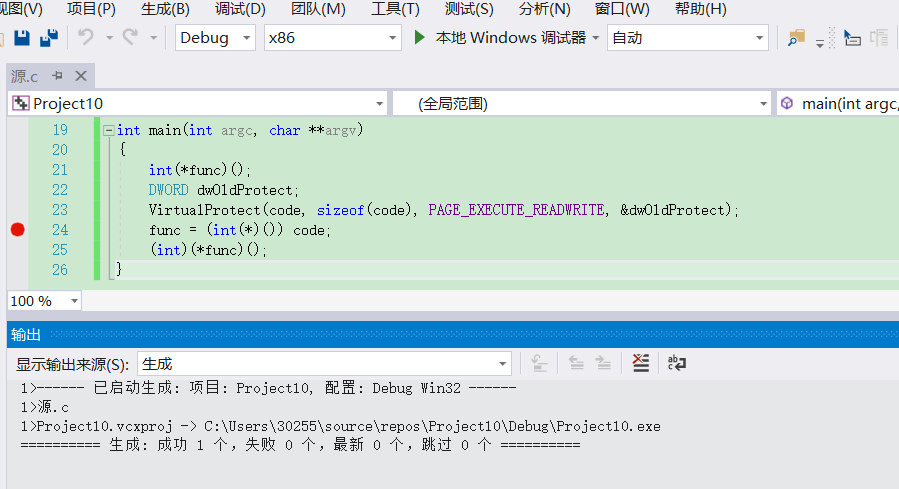 视图(V) 项目(P) 生成(B) 调试(D) 团队(M) 工具(T) 测试(S) 分析(N) 窗口(W) 帮助(H)
Debug x86 本地 Windows 调试器 自动
源.c
Project10 (全局范围) main(int argc,
19 int main(int argc, char **argv)
20 {
21 int(*func)();
22 DWORD dwOldProtect;
23 VirtualProtect(code, sizeof(code), PAGE_EXECUTE_READWRITE, &dwOldProtect);
24 func = (int(*)()) code;
25 (int)(*func)();
26 }
100 %
输出
显示输出来源(S): 生成
1>------ 已启动生成: 项目: Project10, 配置: Debug Win32 ------
1>源.c
1>Project10.vcxproj -> C:\Users\30255\source\repos\Project10\Debug\Project10.exe
========== 生成: 成功 1 个，失败 0 个，最新 0 个，跳过 0 个 ==========